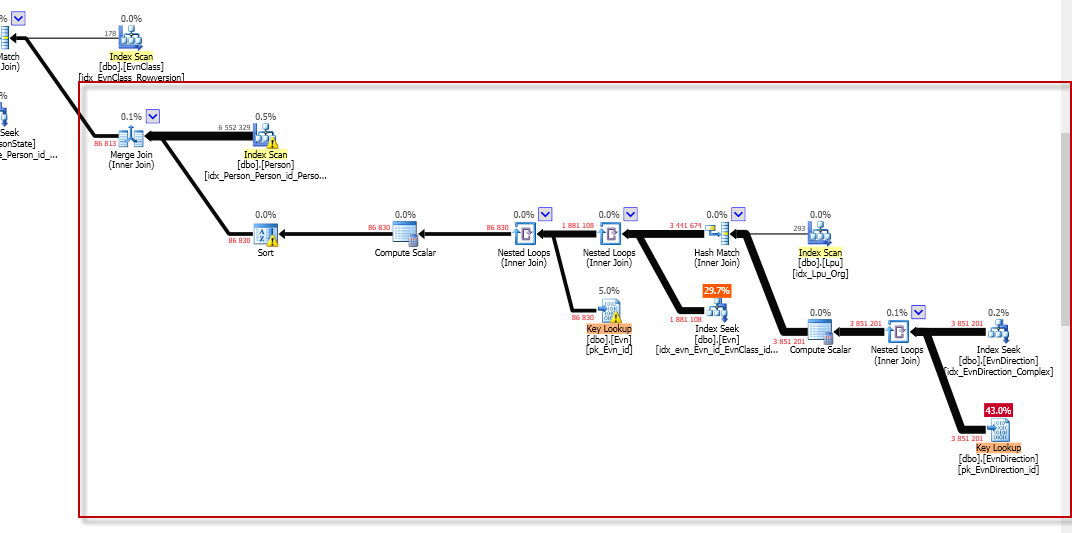 %
0.0%
178
Match
Join)
Index Scan
[dbo].[EvnClass]
[idx_EvnClass_Rowversion]
%
Seek
sonState]
e_Person_id_...
0.1%
86 813
Merge Join
(Inner Join)
0.5%
6 552 329
Index Scan
[dbo].[Person]
[idx_Person_Person_id_Perso...
0.0%
86 830
Sort
0.0%
86 830
Compute Scalar
0.0%
86 830
Nested Loops
(Inner Join)
0.0%
1 881 108
Nested Loops
(Inner Join)
0.0%
3 441 674
Hash Match
(Inner Join)
0.0%
293
Index Scan
[dbo].[Lpu]
[idx_Lpu_Org]
5.0%
86 830
Key Lookup
[dbo].[Evn]
[pk_Evn_id]
29.7%
1 881 108
Index Seek
[dbo].[Evn]
[idx_evn_Evn_id_EvnClass_id...
0.0%
3 851 201
Compute Scalar
0.1%
3 851 201
Nested Loops
(Inner Join)
0.2%
3 851 201
Index Seek
[dbo].[EvnDirection]
[idx_EvnDirection_Complex]
43.0%
3 851 201
Key Lookup
[dbo].[EvnDirection]
[pk_EvnDirection_id]